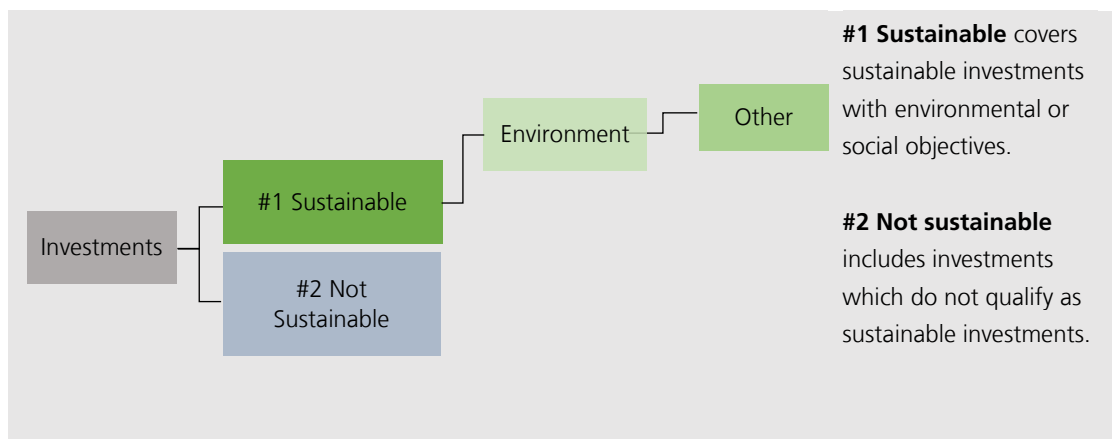 Investments
#1 Sustainable
#2 Not
Sustainable
Environment
Other
#1 Sustainable covers
sustainable investments
with environmental or
social objectives.
#2 Not sustainable
includes investments
which do not qualify as
sustainable investments.